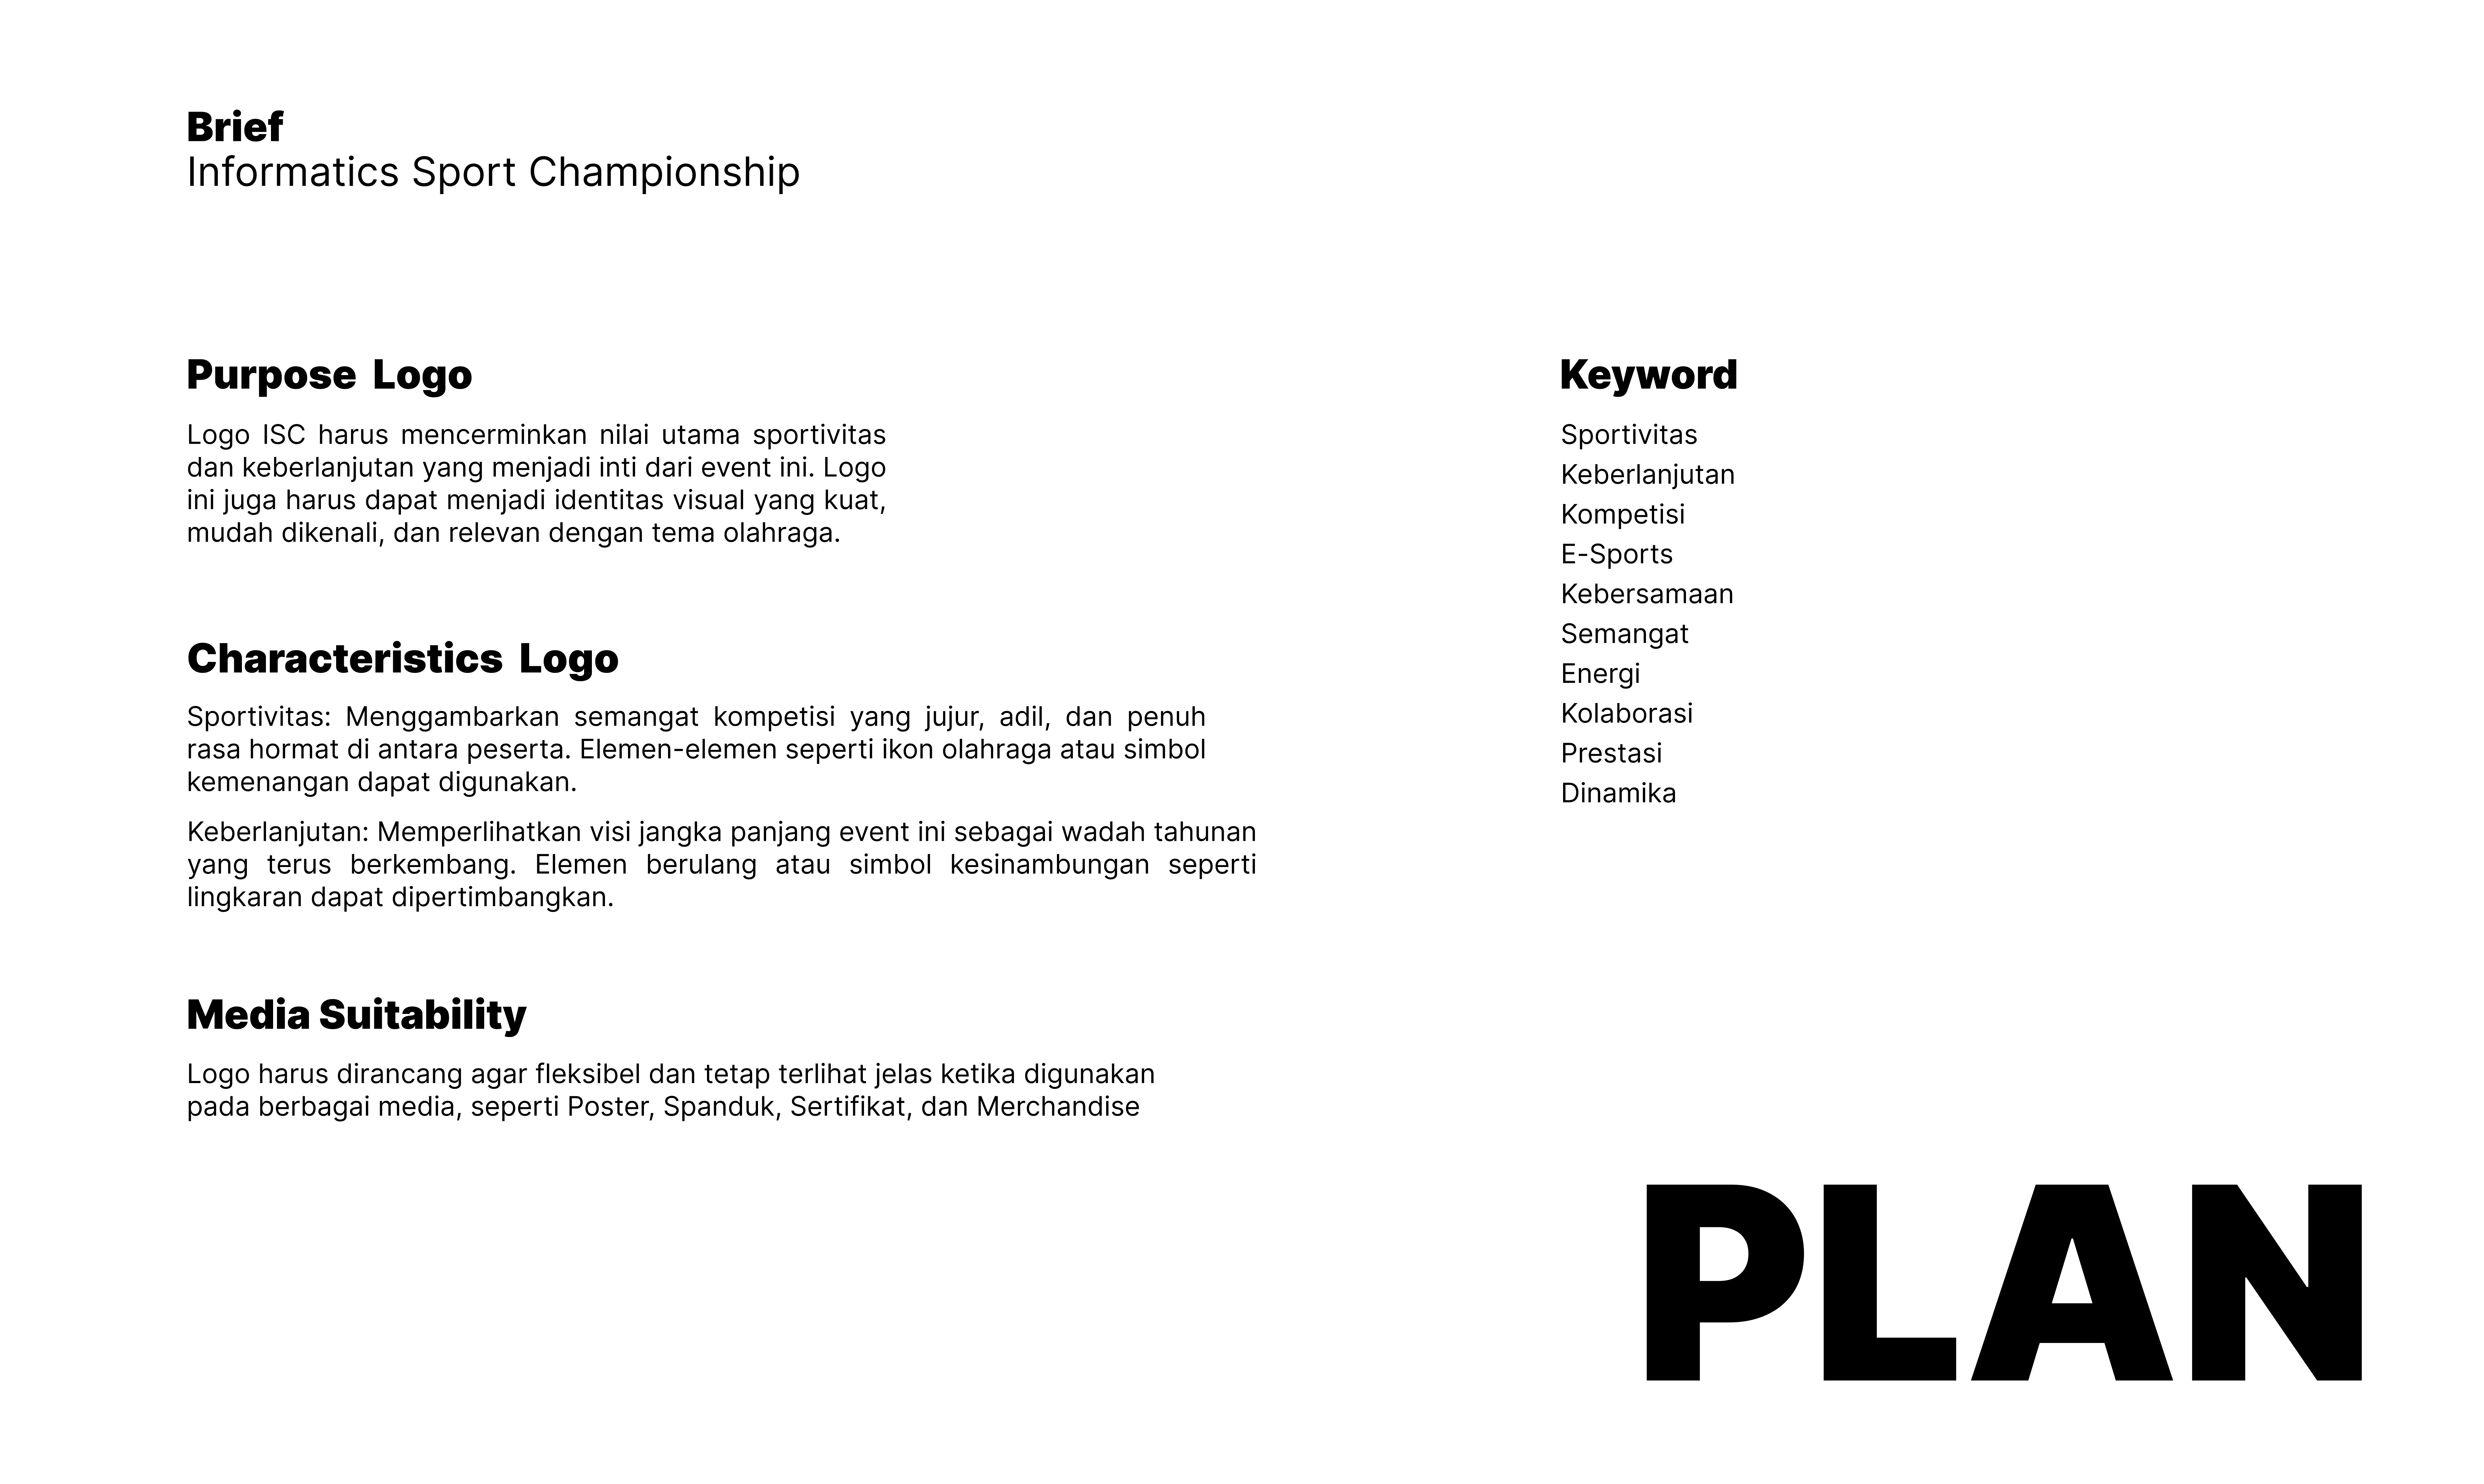 Brief
Informatics Sport Championship
Purpose Logo
Logo ISC harus mencerminkan nilai utama sportivitas
dan keberlanjutan yang menjadi inti dari event ini. Logo
ini juga harus dapat menjadi identitas visual yang kuat,
mudah dikenali, dan relevan dengan tema olahraga.
Characteristics Logo
Sportivitas: Menggambarkan semangat kompetisi yang jujur, adil, dan penuh
rasa hormat di antara peserta. Elemen-elemen seperti ikon olahraga atau simbol
kemenangan dapat digunakan.
Keberlanjutan: Memperlihatkan visi jangka panjang event ini sebagai wadah tahunan
yang terus berkembang. Elemen berulang atau simbol kesinambungan seperti
lingkaran dapat dipertimbangkan.
Media Suitability
Logo harus dirancang agar fleksibel dan tetap terlihat jelas ketika digunakan
pada berbagai media, seperti Poster, Spanduk, Sertifikat, dan Merchandise
Keyword
Sportivitas
Keberlanjutan
Kompetisi
E-Sports
Kebersamaan
Semangat
Energi
Kolaborasi
Prestasi
Dinamika
PLAN